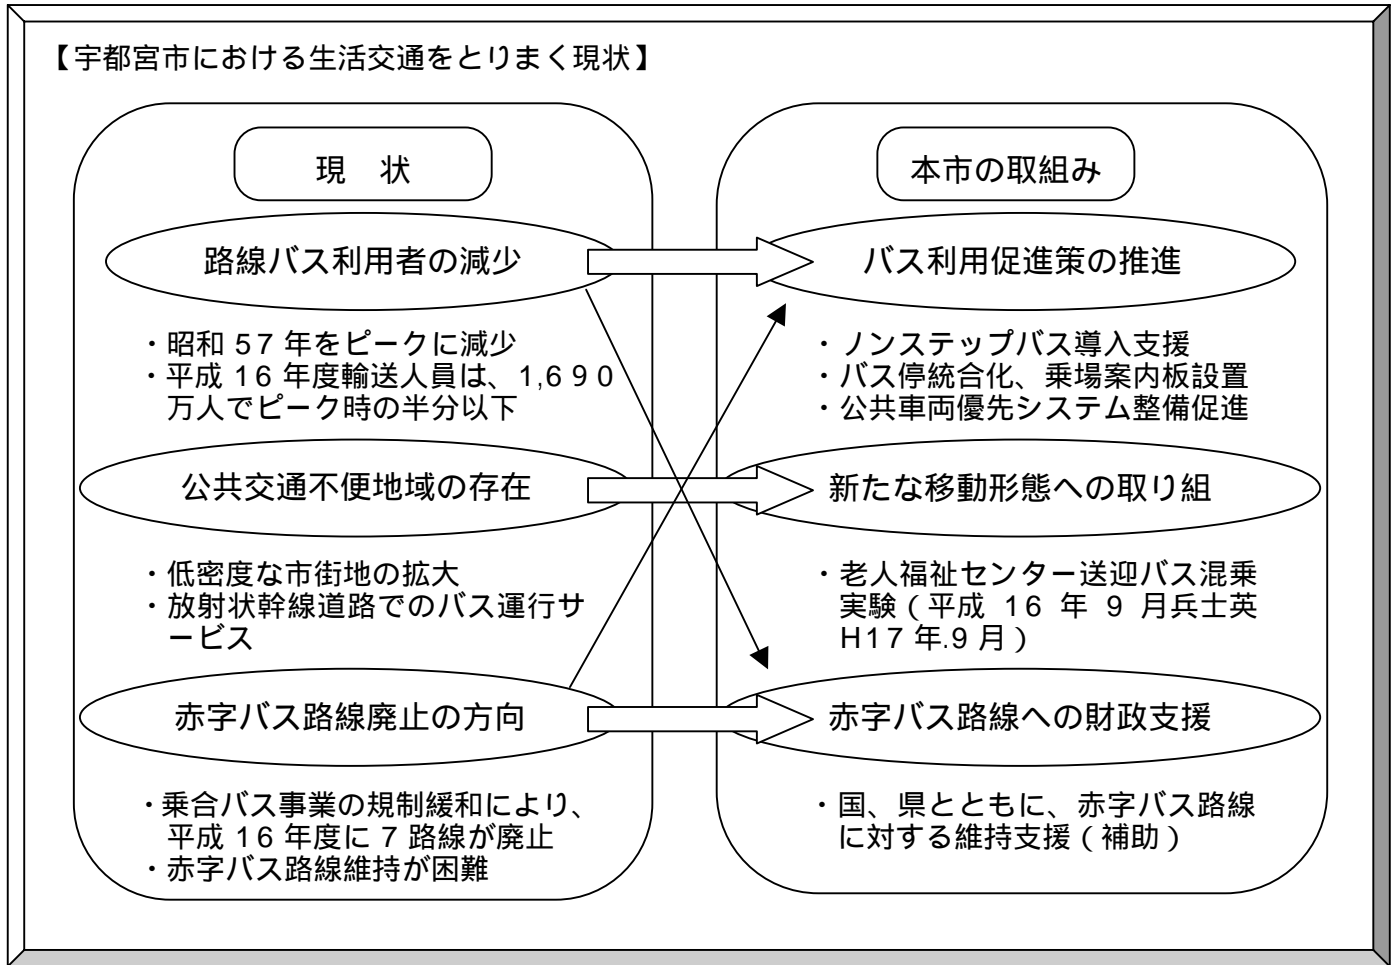 【宇都宮市における生活交通をとりまく現状】
現　状
路線バス利用者の減少
・昭和 57 年をピークに減少
・平成 16 年度輸送人員は、1,6 9 0
万人でピーク時の半分以下
公共交通不便地域の存在
・低密度な市街地の拡大
・放射状幹線道路でのバス運行サ
ービス
赤字バス路線廃止の方向
・乗合バス事業の規制緩和により、
平成 16 年度に 7 路線が廃止
・赤字バス路線維持が困難
本市の取組み
バス利用促進策の推進
・ノンステップバス導入支援
・バス停統合化、乗場案内板設置
・公共車両優先システム整備促進
新たな移動形態への取り組
・老人福祉センター送迎バス混乗
実験（平成 16 年 9 月兵士英
H17 年.9 月）
赤字バス路線への財政支援
・国、県とともに、赤字バス路線
に対する維持支援（補助）